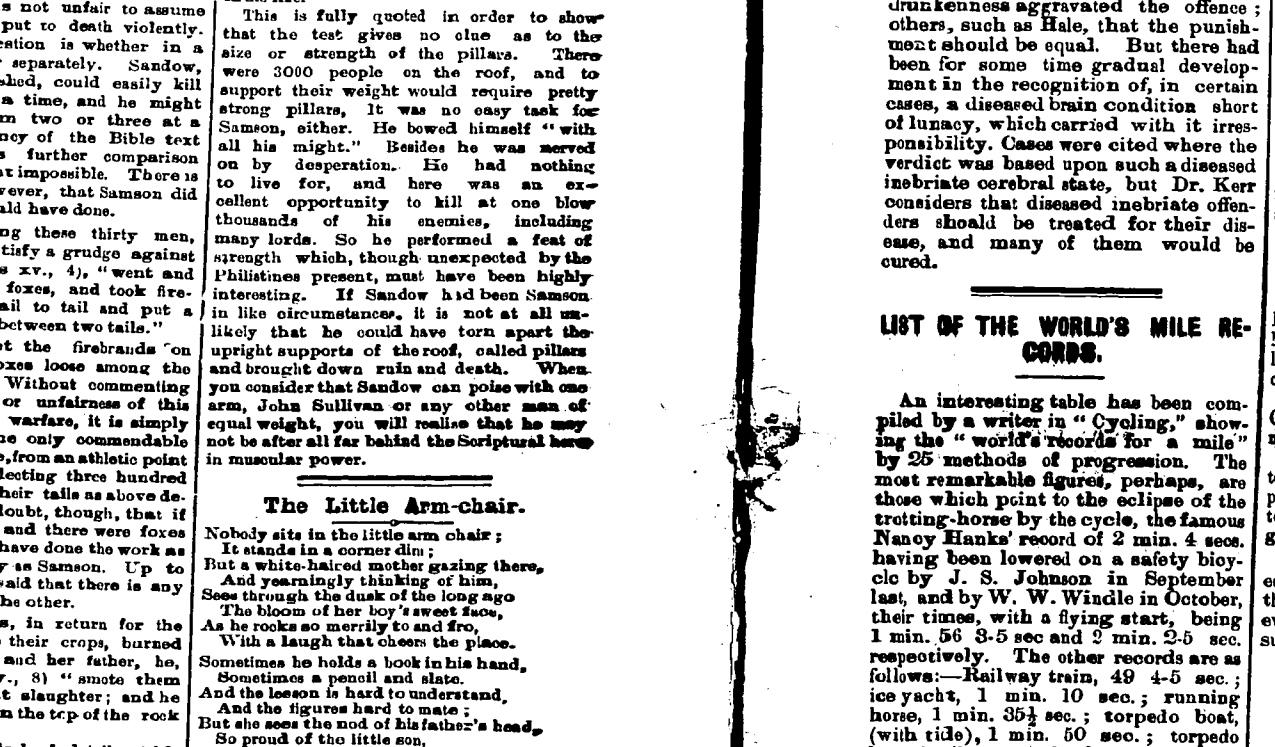 s not unfair to assume
put to death violently.
estion is whether in a
separately. Sandow,
shed, could easily kill
a time, and he might
m two or three at a
ncy of the Bible text
s further comparison
t impossible. There is
vever, that Samson did
uld have done.
ng these thirty men,
tisfy a grudge against
s xv., 4), "went and
foxes, and took fire-
ail to tail and put a
between two tails."
t the firebrands on
oxes loose among the
Without commenting
or unfairness of this
warfare, it is simply
he only commendable
e, from an athletic point
lecting three hundred
heir tails as above de-
loubt, though, that if
and there were foxes
have done the work as
y as Samson. Up to
said that there is any
he other.
s, in return for the
their crops, burned
and her father, he,
v., 8) "smote them
t slaughter; and he
n the top of the rock
This is fully quoted in order to show
that the test gives no clue as to the
size or strength of the pillars. There
were 3000 people on the roof, and to
support their weight would require pretty
strong pillars, It was no easy task for
Samson, either. He bowed himself "with
all his might." Besides he was nerved
on by desperation. He had nothing
to live for, and here was an ex-
cellent opportunity to kill at one blow
thousands of his enemies, including
many lords. So he performed a feat of
strength which, though unexpected by the
Philistines present, must have been highly
interesting. If Sandow had been Samson
in like circumstances, it is not at all un-
likely that he could have torn apart the
upright supports of the roof, called pillars
and brought down ruin and death. When
you consider that Sandow can poise with one
arm, John Sullivan or any other man of
equal weight, you will realise that he may
not be after all far behind the Scriptural hero
in muscular power.
The Little Arm-chair.
Nobody sits in the little arm chair;
It stands in a corner dim;
But a white-haired mother gazing there,
And yearningly thinking of him,
Sees through the dusk of the long ago
The bloom of her boy's sweet face,
As he rocks so merrily to and fro,
With a laugh that cheers the place.
Sometimes he holds a book in his hand,
Sometimes a pencil and slate.
And the lesson is hard to understand,
And the figures hard to mate;
But she sees the nod of his father's head,
So proud of the little son,
drunkenness aggravated the offence;
others, such as Hale, that the punish-
ment should be equal. But there had
been for some time gradual develop-
ment in the recognition of, in certain
cases, a diseased brain condition short
of lunacy, which carried with it irres-
ponsibility. Cases were cited where the
verdict was based upon such a diseased
inebriate cerebral state, but Dr. Kerr
considers that diseased inebriate offen-
ders should be treated for their dis-
ease, and many of them would be
cured.
LIST OF THE WORLD'S MILE RE-
CORDS.
An interesting table has been com-
piled by a writer in "Cycling," show-
ing the "world's records for a mile"
by 25 methods of progression. The
most remarkable figures, perhaps, are
those which point to the eclipse of the
trotting-horse by the cycle, the famous
Nancy Hanks' record of 2 min. 4 secs.
having been lowered on a safety bicy-
cle by J. S. Johnson in September
last, and by W. W. Windle in October,
their times, with a flying start, being
1 min. 56 3-5 sec and 2 min. 2-5 sec.
respectively. The other records are as
follows:—Railway train, 49 4-5 sec.;
ice yacht, 1 min. 10 sec.; running
horse, 1 min. 35½ sec.; torpedo boat,
(with tide), 1 min. 50 sec.; torpedo